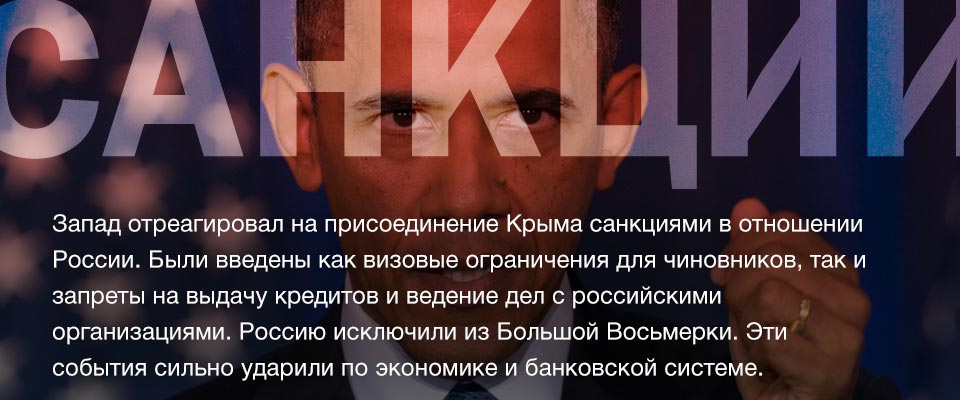 САНКЦИИ
Запад отреагировал на присоединение Крыма санкциями в отношении
России. Были введены как визовые ограничения для чиновников, так и
запреты на выдачу кредитов и ведение дел с российскими
организациями. Россию исключили из Большой Восьмерки. Эти
события сильно ударили по экономике и банковской системе.